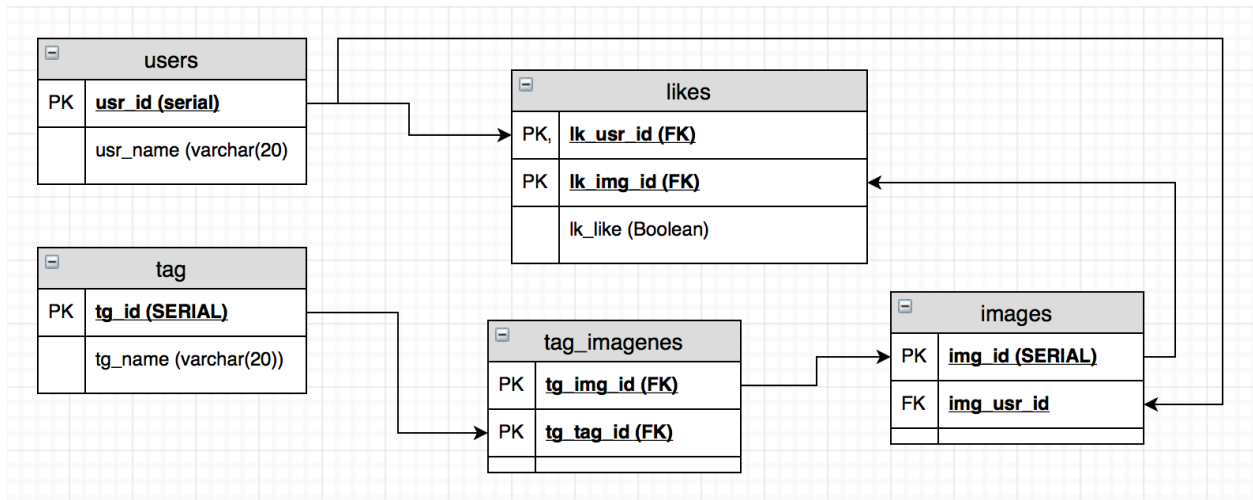 users
PK usr_id (serial)
usr_name (varchar(20)
likes
PK, lk_usr_id (FK)
PK lk_img_id (FK)
lk_like (Boolean)
tag
PK tg_id (SERIAL)
tg_name (varchar(20))
tag_imagenes
PK tg_img_id (FK)
PK tg_tag_id (FK)
images
PK img_id (SERIAL)
FK img_usr_id